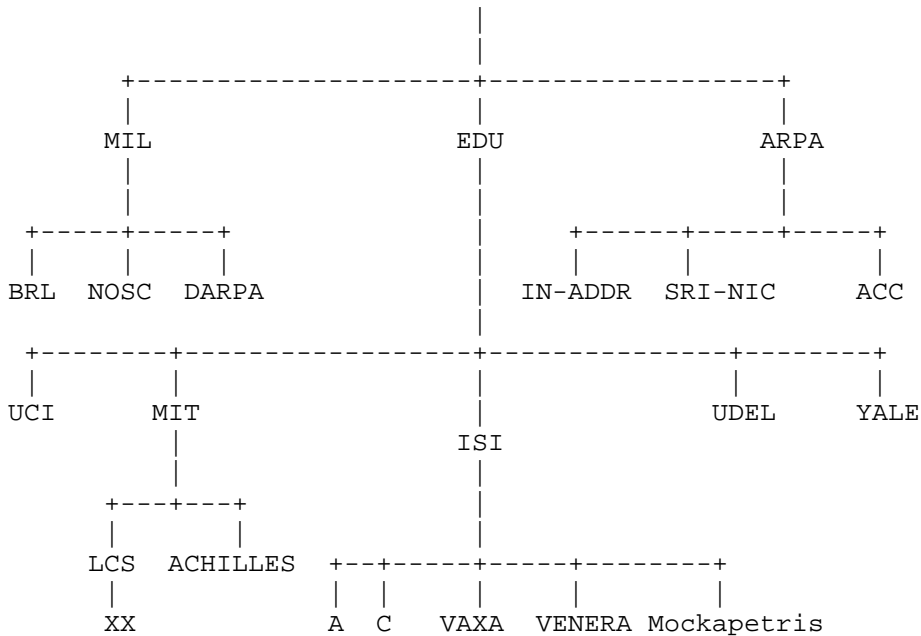 MIL EDU ARPA
BRL NOSC DARPA IN-ADDR SRI-NIC ACC
UCI MIT UDEL YALE
ISI
LCS ACHILLES
XX A C VAXA VENERA Mockapetris